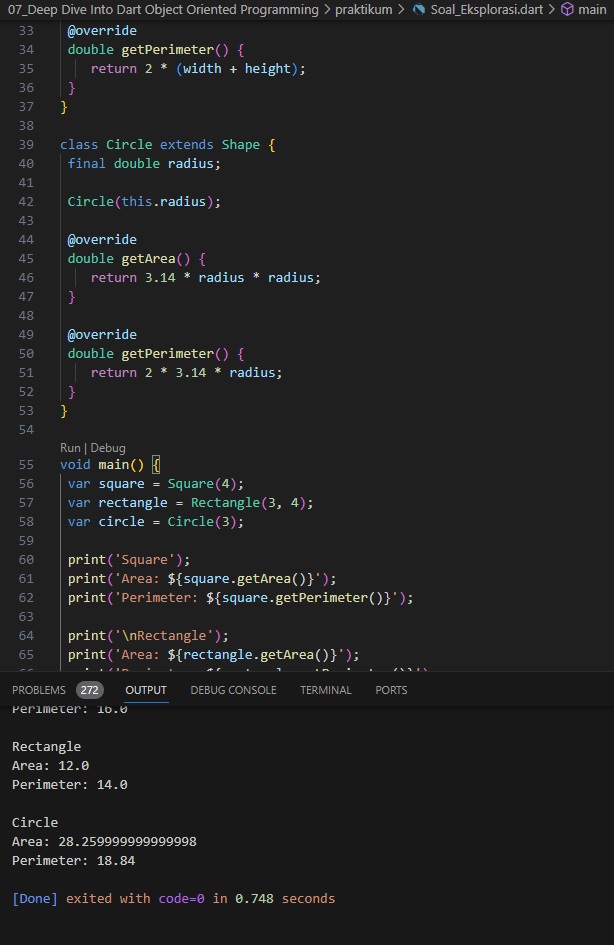 07_Deep Dive Into Dart Object Oriented Programming > praktikum > Soal_Eksplorasi.dart > main
33 @override
34 double getPerimeter() {
35 return 2 * (width + height);
36 }
37 }
38
39 class Circle extends Shape {
40 final double radius;
41
42 Circle(this.radius);
43
44 @override
45 double getArea() {
46 return 3.14 * radius * radius;
47 }
48
49 @override
50 double getPerimeter() {
51 return 2 * 3.14 * radius;
52 }
53 }
54
Run | Debug
55 void main() {
56 var square = Square(4);
57 var rectangle = Rectangle(3, 4);
58 var circle = Circle(3);
59
60 print('Square');
61 print('Area: ${square.getArea()}');
62 print('Perimeter: ${square.getPerimeter()}');
63
64 print('\nRectangle');
65 print('Area: ${rectangle.getArea()}');
PROBLEMS 272 OUTPUT DEBUG CONSOLE TERMINAL PORTS
Perimeter: 16.0
Rectangle
Area: 12.0
Perimeter: 14.0
Circle
Area: 28.259999999999998
Perimeter: 18.84
[Done] exited with code=0 in 0.748 seconds